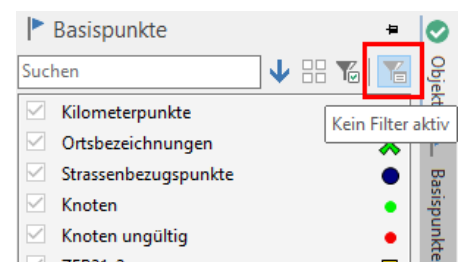 Basispunkte
Suchen
Kilometerpunkte
Kein Filter aktiv
Ortsbezeichnungen
Strassenbezugspunkte
Knoten
Knoten ungültig
Objekt
Basispunkte